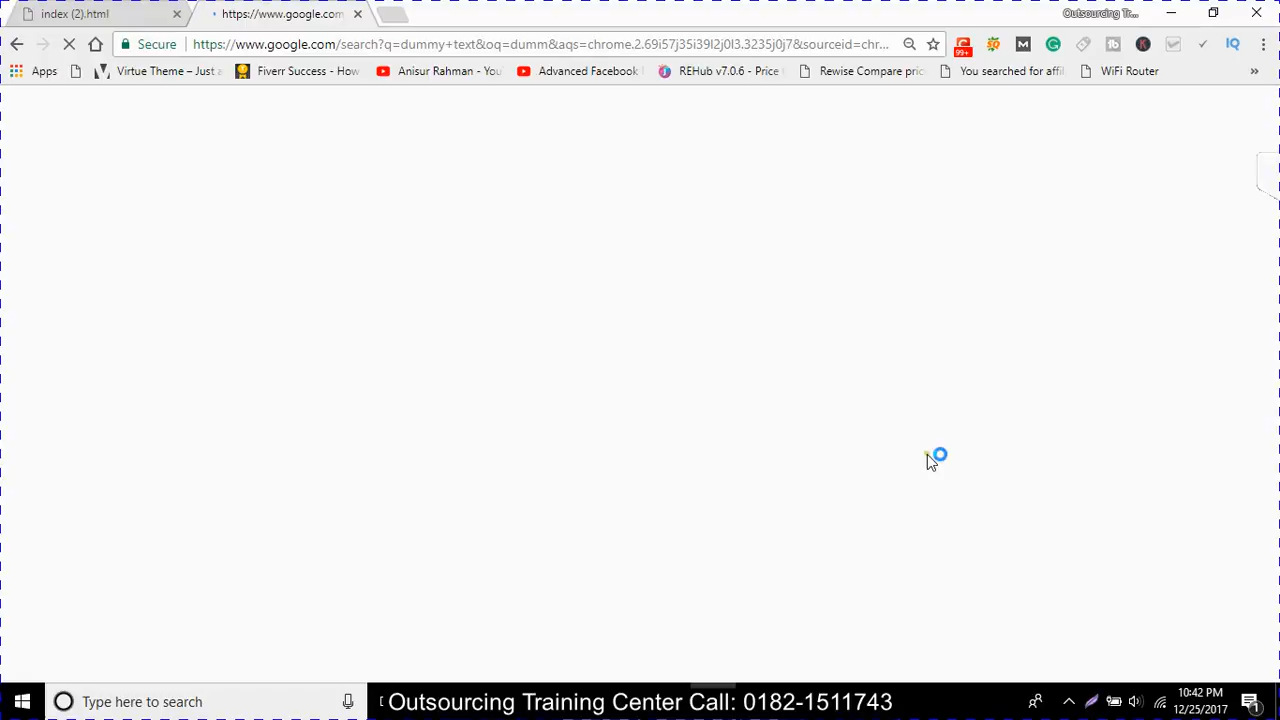 index (2).html
https://www.google.com
Outsourcing Tr...
Secure
https://www.google.com/search?q=dummy+text&oq=dumm&aqs=chrome.2.69i57j35i39l2j0l3.3235j0j7&sourceid=chr...
99+
Apps
Virtue Theme - Just a
Fiverr Success - How
Anisur Rahman - You
Advanced Facebook
REHub v7.0.6 - Price
Rewise Compare pric
You searched for affil
WiFi Router
Type here to search
[ Outsourcing Training Center Call: 0182-1511743
10:42 PM
12/25/2017
1